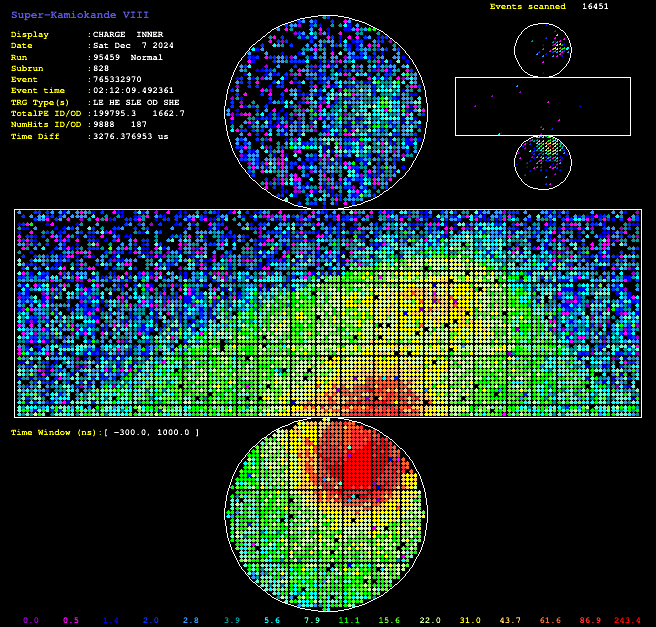 Super-Kamiokande VIII
Events scanned 16451
Display :CHARGE INNER
Date :Sat Dec 7 2024
Run :95459 Normal
Subrun :828
Event :765332970
Event time :02:12:09.492361
TRG Type(s) :LE HE SLE OD SHE
TotalPE ID/OD :199795.3 1662.7
NumHits ID/OD :9888 187
Time Diff :3276.376953 us
Time Window (ns):[ −300.0, 1000.0 ]
0.0 0.5 1.4 2.0 2.8 3.9 5.6 7.9 11.1 15.6 22.0 31.0 43.7 61.6 86.9 243.4